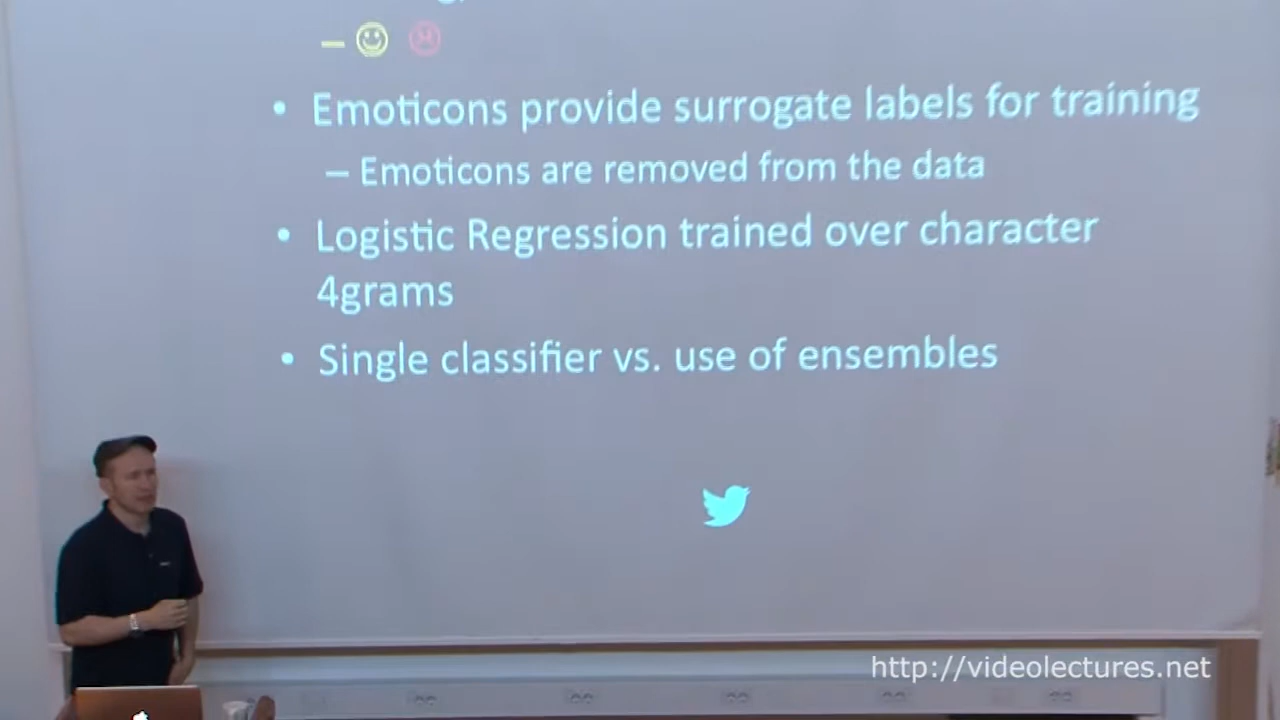 • Emoticons provide surrogate labels for training
– Emoticons are removed from the data
• Logistic Regression trained over character
4grams
• Single classifier vs. use of ensembles
http://videolectures.net